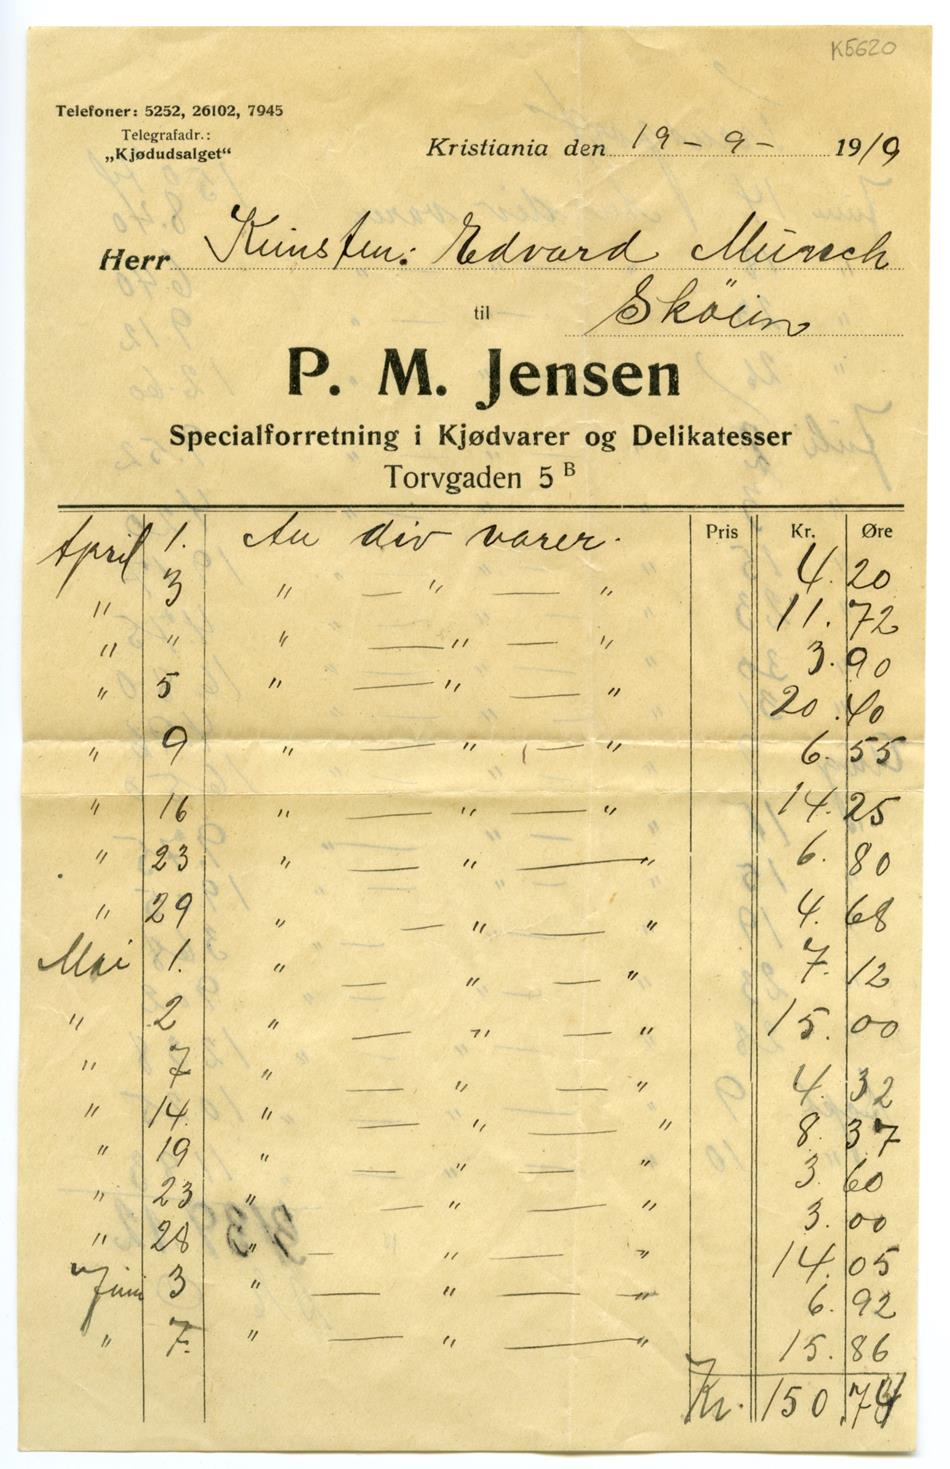 K5620
Telefoner: 5252, 26102, 7945
Telegrafadr.:
„Kjødudsalget“
Kristiania den 19 - 9 - 1919
Herr Kunstm: Edvard Munch
til Sköien
P. M. Jensen
Specialforretning i Kjødvarer og Delikatesser
Torvgaden 5 B
Pris Kr. Øre
April 1. An div varer. 4. 20
" 3 " — " — " 11. 72
" " " — " — " 3. 90
" 5 " — " — " 20. 40
" 9 " — " — " 6. 55
" 16 " — " — " 14. 25
" 23 " — " — " 6. 80
" 29 " — " — " 4. 68
Mai 1. " — " — " 7. 12
" 2 " — " — " 15. 00
" 7 " — " — " 4. 32
" 14. " — " — " 8. 37
" 19 " — " — " 3. 60
" 23 " — " — " 3. 00
" 28 " — " — " 14. 05
" Juni 3 " — " — " 6. 92
" 7. " — " — " 15. 86
Kr. 150.74